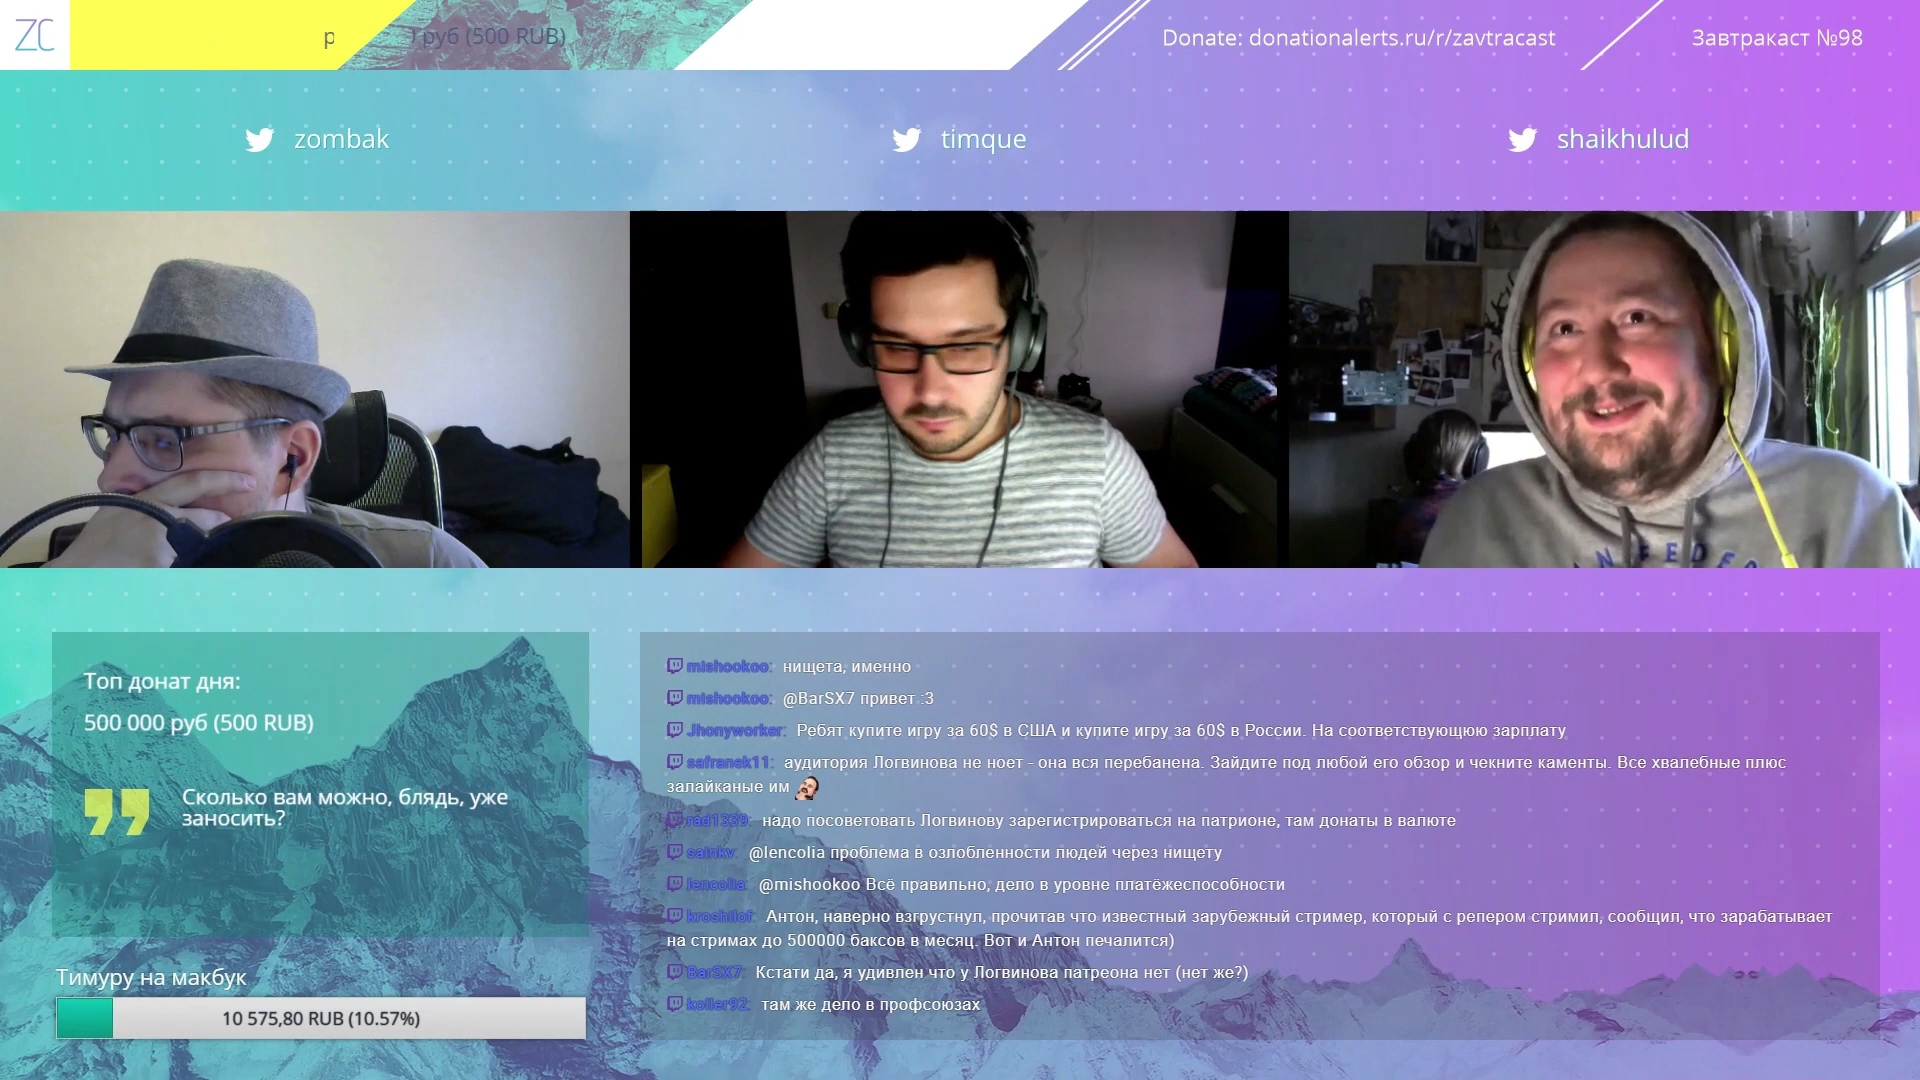 ZC
руб (500 RUB)
Donate: donationalerts.ru/r/zavtracast
Завтракаст №98
zombak
timque
shaikhulud
Топ донат дня:
500 000 руб (500 RUB)
Сколько вам можно, блядь, уже
заносить?
Тимуру на макбук
10 575,80 RUB (10.57%)
mishookoo: нищета, именно
mishookoo: @BarSX7 привет :3
Jhonyworker: Ребят купите игру за 60$ в США и купите игру за 60$ в России. На соответствующюю зарплату
safranek11: аудитория Логвинова не ноет - она вся перебанена. Зайдите под любой его обзор и чекните каменты. Все хвалебные плюс
залайканые им
rad1339: надо посоветовать Логвинову зарегистрироваться на патрионе, там донаты в валюте
sainkv: @lencolia проблема в озлобленности людей через нищету
lencolia: @mishookoo Всё правильно, дело в уровне платёжеспособности
kroshilof: Антон, наверно взгрустнул, прочитав что известный зарубежный стример, который с репером стримил, сообщил, что зарабатывает
на стримах до 500000 баксов в месяц. Вот и Антон печалится)
BarSX7: Кстати да, я удивлен что у Логвинова патреона нет (нет же?)
koller92: там же дело в профсоюзах